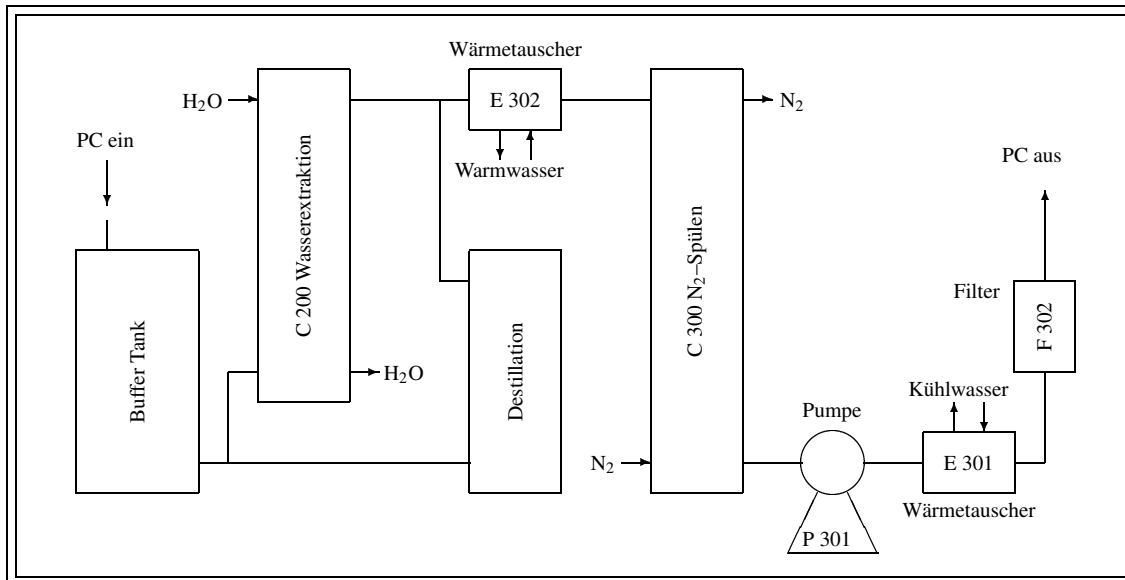 Wärmetauscher
E 302
H₂O
N₂
PC ein
Warmwasser
PC aus
C 200 Wasserextraktion
C 300 N₂–Spülen
Buffer Tank
Destillation
Filter
F 302
H₂O
Kühlwasser
Pumpe
N₂
E 301
Wärmetauscher
P 301